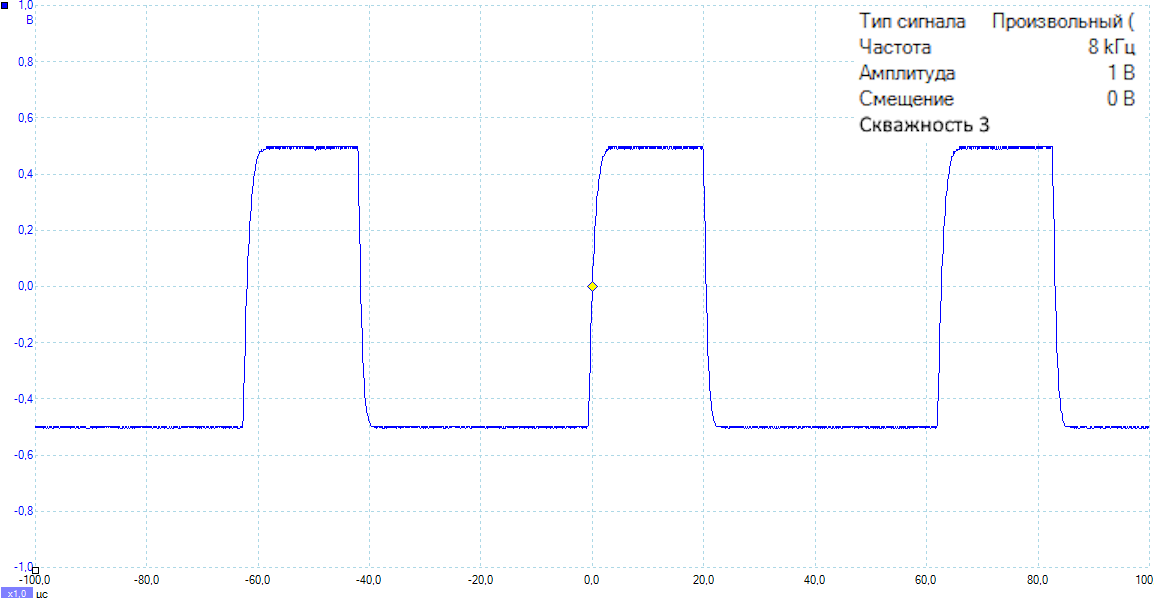 1,0
В
Тип сигнала Произвольный (
Частота 8 kГц
Амплитуда 1 В
Смещение 0 В
Скважность 3
0,8
0,6
0,4
0,2
0,0
-0,2
-0,4
-0,6
-0,8
-1,0
-100,0 -80,0 -60,0 -40,0 -20,0 0,0 20,0 40,0 60,0 80,0 100
x1,0 µc